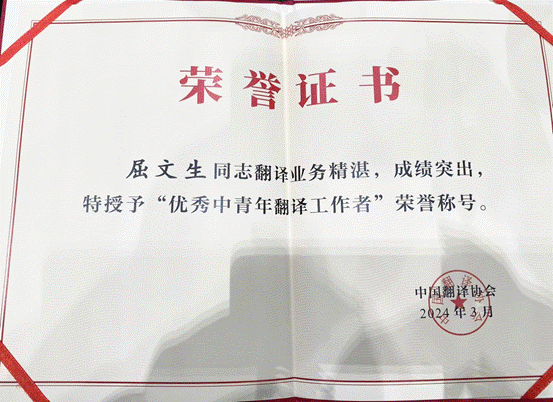 荣誉证书
屈文生同志翻译业务精湛，成绩突出，
特授予“优秀中青年翻译工作者”荣誉称号。
中国翻译协会
2024年3月